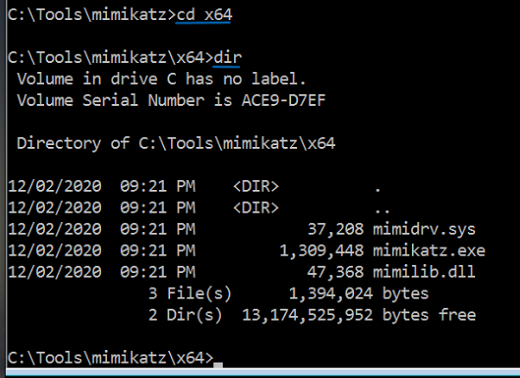 C:\Tools\mimikatz>cd x64
C:\Tools\mimikatz\x64>dir
Volume in drive C has no label.
Volume Serial Number is ACE9-D7EF
Directory of C:\Tools\mimikatz\x64
12/02/2020  09:21 PM    <DIR>          .
12/02/2020  09:21 PM    <DIR>          ..
12/02/2020  09:21 PM            37,208 mimidrv.sys
12/02/2020  09:21 PM         1,309,448 mimikatz.exe
12/02/2020  09:21 PM            47,368 mimilib.dll
3 File(s)      1,394,024 bytes
2 Dir(s)  13,174,525,952 bytes free
C:\Tools\mimikatz\x64>